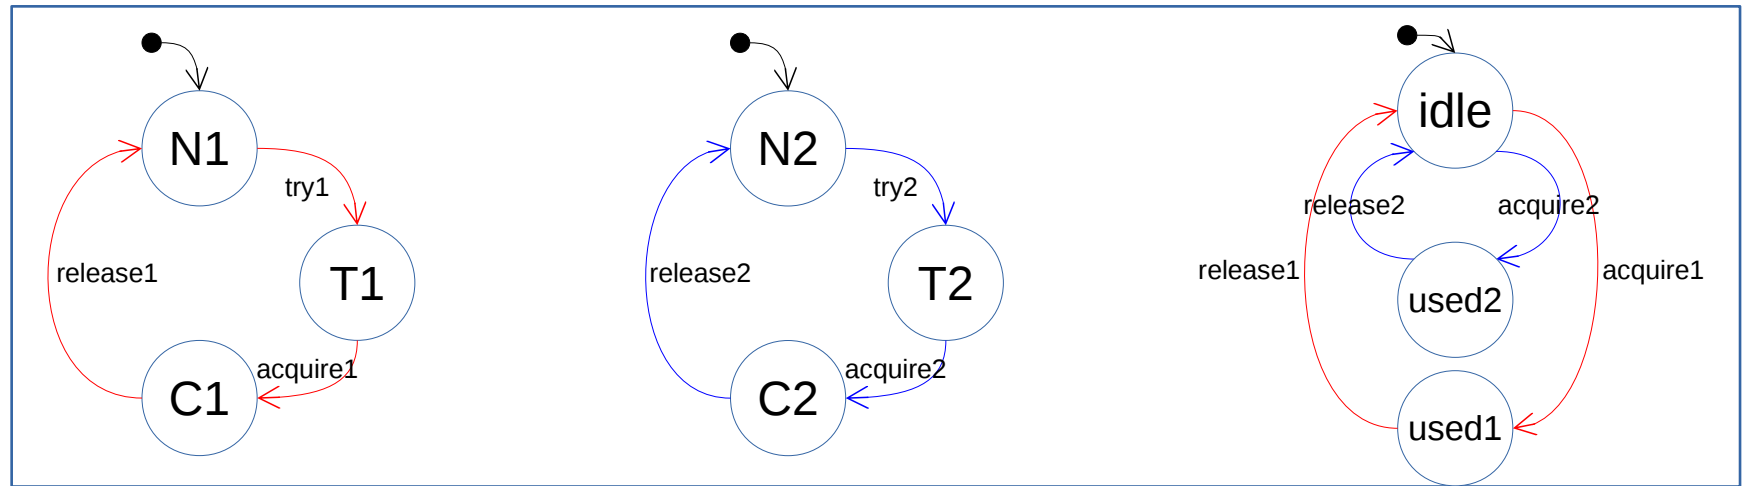 N1
try1
T1
release1
acquire1
C1
N2
try2
T2
release2
acquire2
C2
idle
release2
acquire2
release1
acquire1
used2
used1